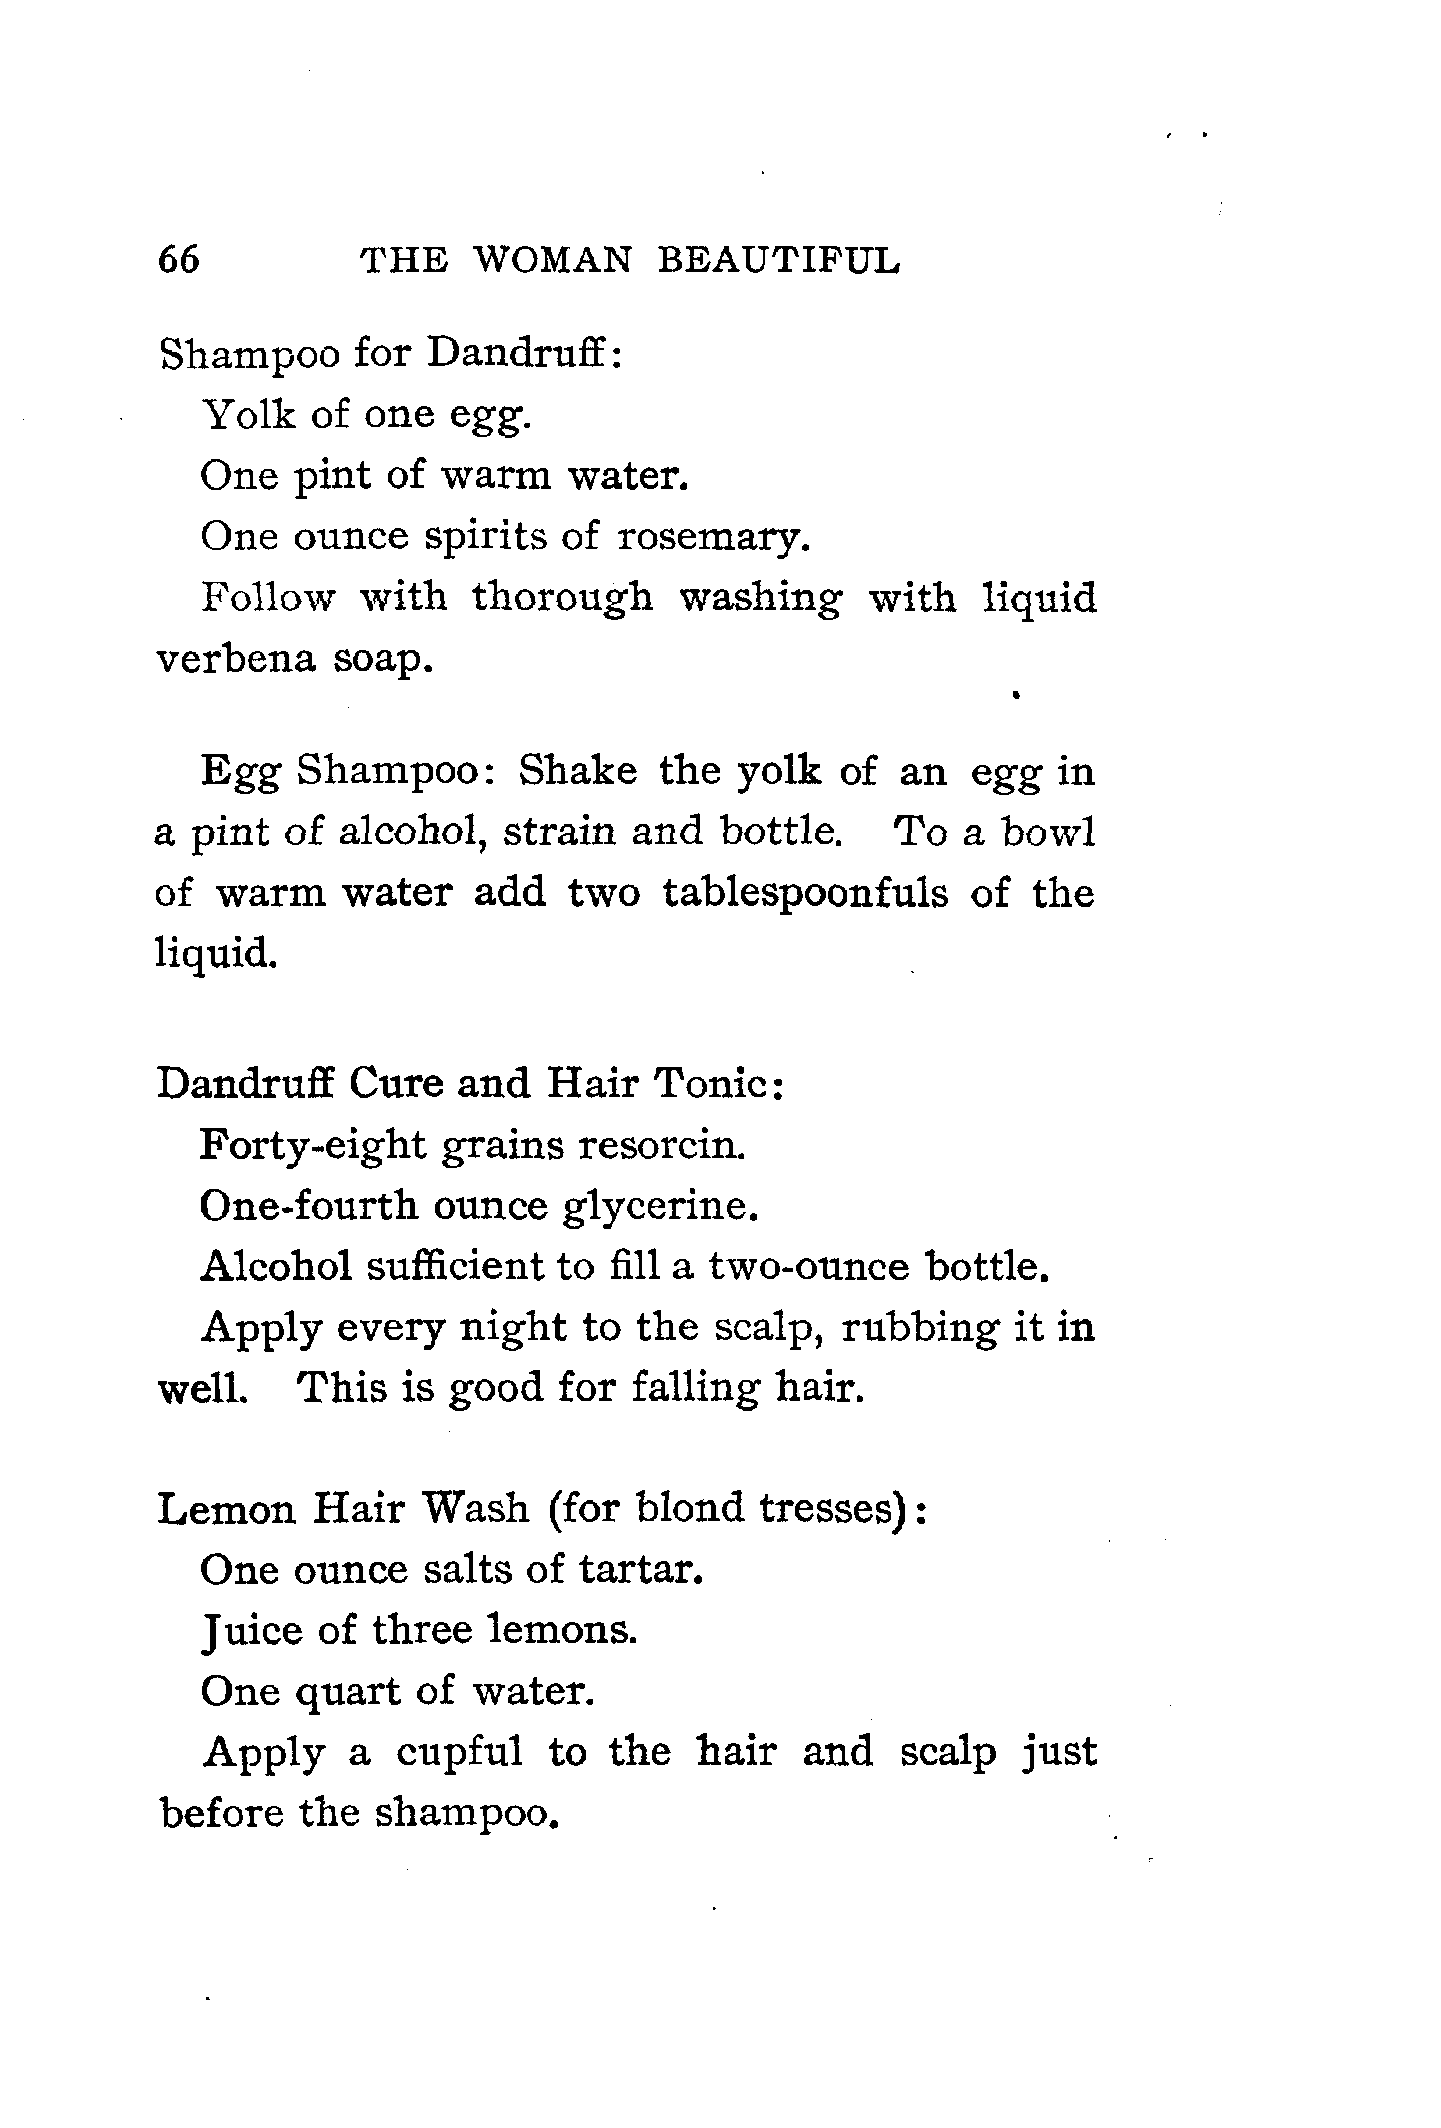 66 THE WOMAN BEAUTIFUL
Shampoo for Dandruff:
Yolk of one egg.
One pint of warm water.
One ounce spirits of rosemary.
Follow with thorough washing with liquid
verbena soap.
Egg Shampoo: Shake the yolk of an egg in
a pint of alcohol, strain and bottle. To a bowl
of warm water add two tablespoonfuls of the
liquid.
Dandruff Cure and Hair Tonic:
Forty-eight grains resorcin.
One-fourth ounce glycerine.
Alcohol sufficient to fill a two-ounce bottle.
Apply every night to the scalp, rubbing it in
well. This is good for falling hair.
Lemon Hair Wash (for blond tresses):
One ounce salts of tartar.
Juice of three lemons.
One quart of water.
Apply a cupful to the hair and scalp just
before the shampoo.